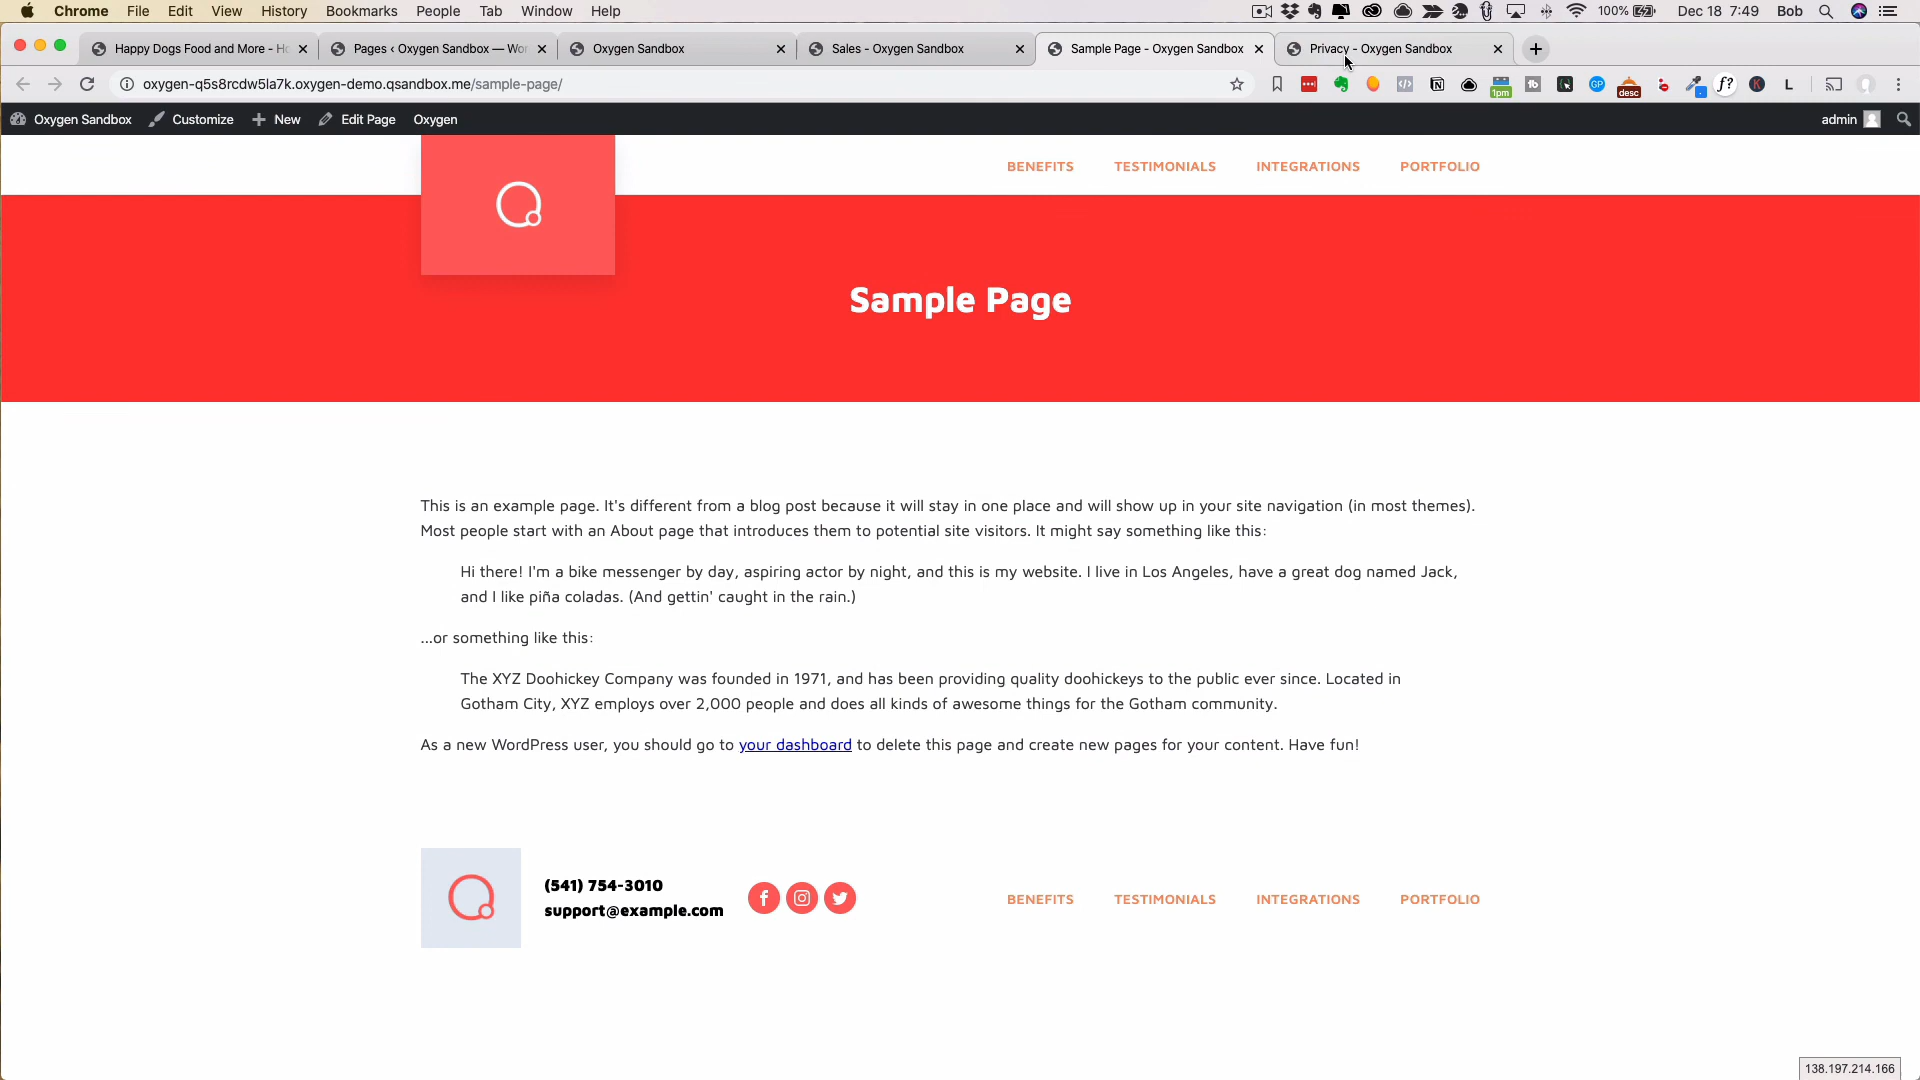 Chrome File Edit View History Bookmarks People Tab Window Help
100% Dec 18 7:49 Bob
Happy Dogs Food and More - Ho
Pages ‹ Oxygen Sandbox — Wor
Oxygen Sandbox
Sales - Oxygen Sandbox
Sample Page - Oxygen Sandbox
Privacy - Oxygen Sandbox
oxygen-q5s8rcdw5la7k.oxygen-demo.qsandbox.me/sample-page/
1pm
GP
desc
f?
K
L
Oxygen Sandbox Customize New Edit Page Oxygen
admin
BENEFITS TESTIMONIALS INTEGRATIONS PORTFOLIO
Sample Page
This is an example page. It's different from a blog post because it will stay in one place and will show up in your site navigation (in most themes).
Most people start with an About page that introduces them to potential site visitors. It might say something like this:
Hi there! I'm a bike messenger by day, aspiring actor by night, and this is my website. I live in Los Angeles, have a great dog named Jack,
and I like piña coladas. (And gettin' caught in the rain.)
...or something like this:
The XYZ Doohickey Company was founded in 1971, and has been providing quality doohickeys to the public ever since. Located in
Gotham City, XYZ employs over 2,000 people and does all kinds of awesome things for the Gotham community.
As a new WordPress user, you should go to your dashboard to delete this page and create new pages for your content. Have fun!
(541) 754-3010
support@example.com
BENEFITS TESTIMONIALS INTEGRATIONS PORTFOLIO
138.197.214.166